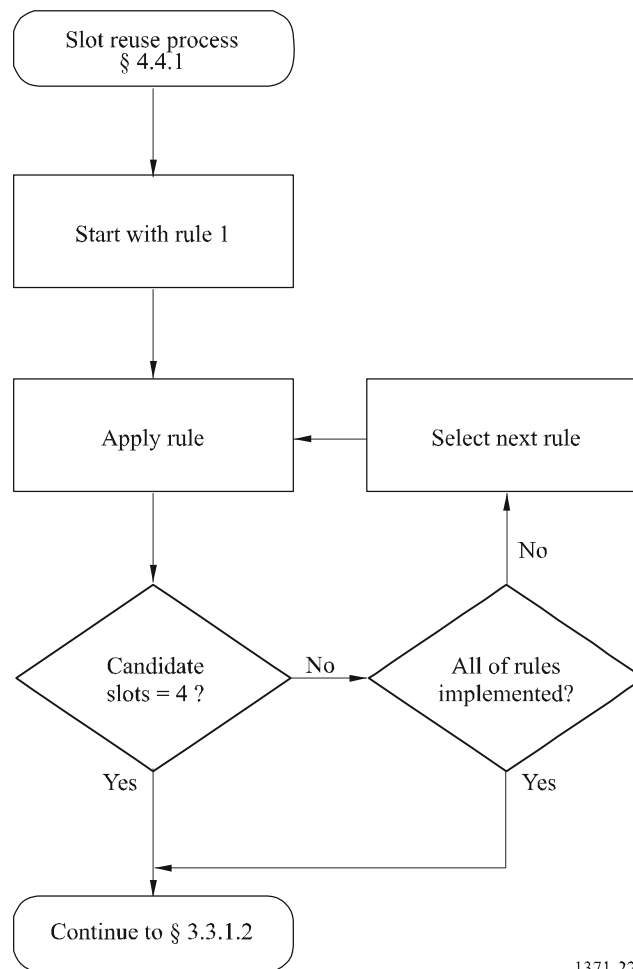 Slot reuse process
§ 4.4.1
Start with rule 1
Apply rule
Select next rule
No
Candidate
slots = 4 ?
No
All of rules
implemented?
Yes
Yes
Continue to § 3.3.1.2